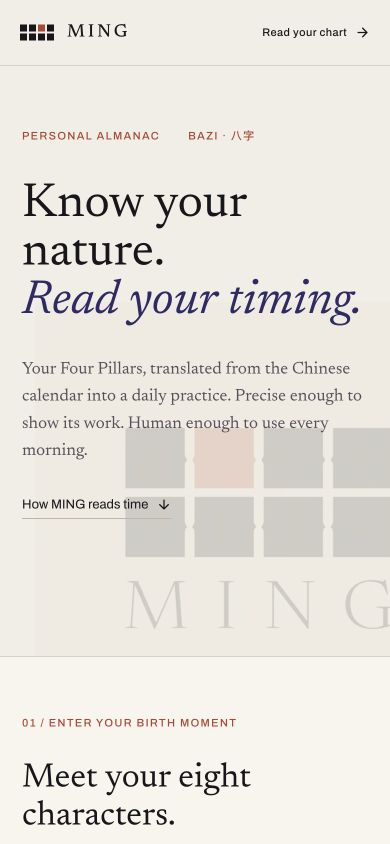 MING
Read your chart →
PERSONAL ALMANAC
BAZI · 八字
Know your
nature.
Read your timing.
Your Four Pillars, translated from the Chinese
calendar into a daily practice. Precise enough to
show its work. Human enough to use every
morning.
How MING reads time ↓
MING
01 / ENTER YOUR BIRTH MOMENT
Meet your eight
characters.